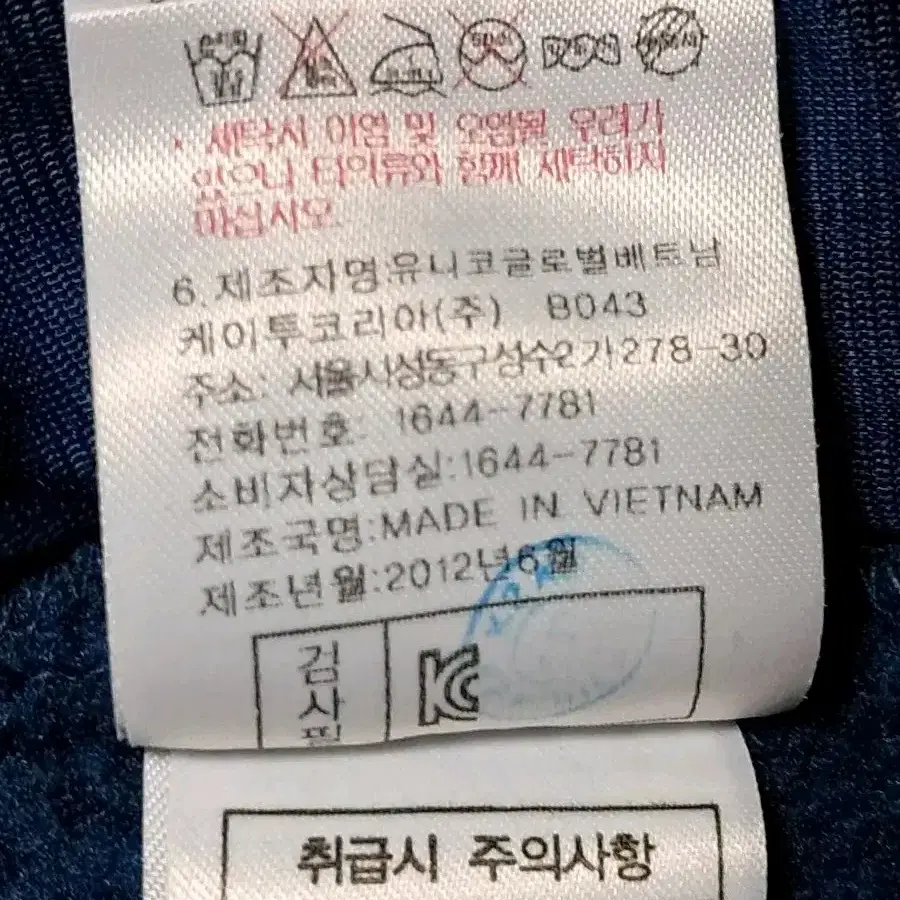 * 세탁시 이염 및 오염될 우려가
있으니 타의류와 함께 세탁하지
마십시오.
6.제조자명:유니코글로벌베트남
케이투코리아(주) B043
주소: 서울시성동구성수2가278-30
전화번호: 1644-7781
소비자상담실:1644-7781
제조국명:MADE IN VIETNAM
제조년월:2012년6월
검사필
KC
취급시 주의사항